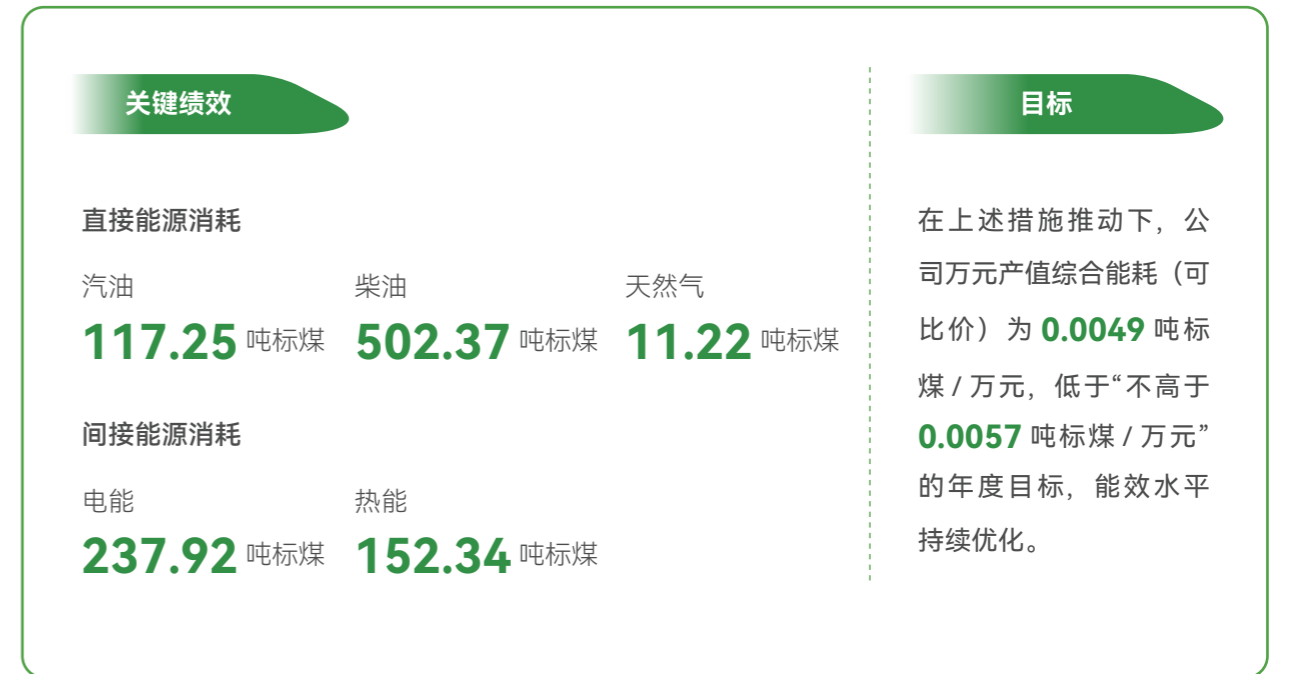 关键绩效
直接能源消耗
汽油 柴油 天然气
117.25 吨标煤 502.37 吨标煤 11.22 吨标煤
间接能源消耗
电能 热能
237.92 吨标煤 152.34 吨标煤
目标
在上述措施推动下，公
司万元产值综合能耗（可
比价）为 0.0049 吨标
煤 / 万元，低于“不高于
0.0057 吨标煤 / 万元”
的年度目标，能效水平
持续优化。